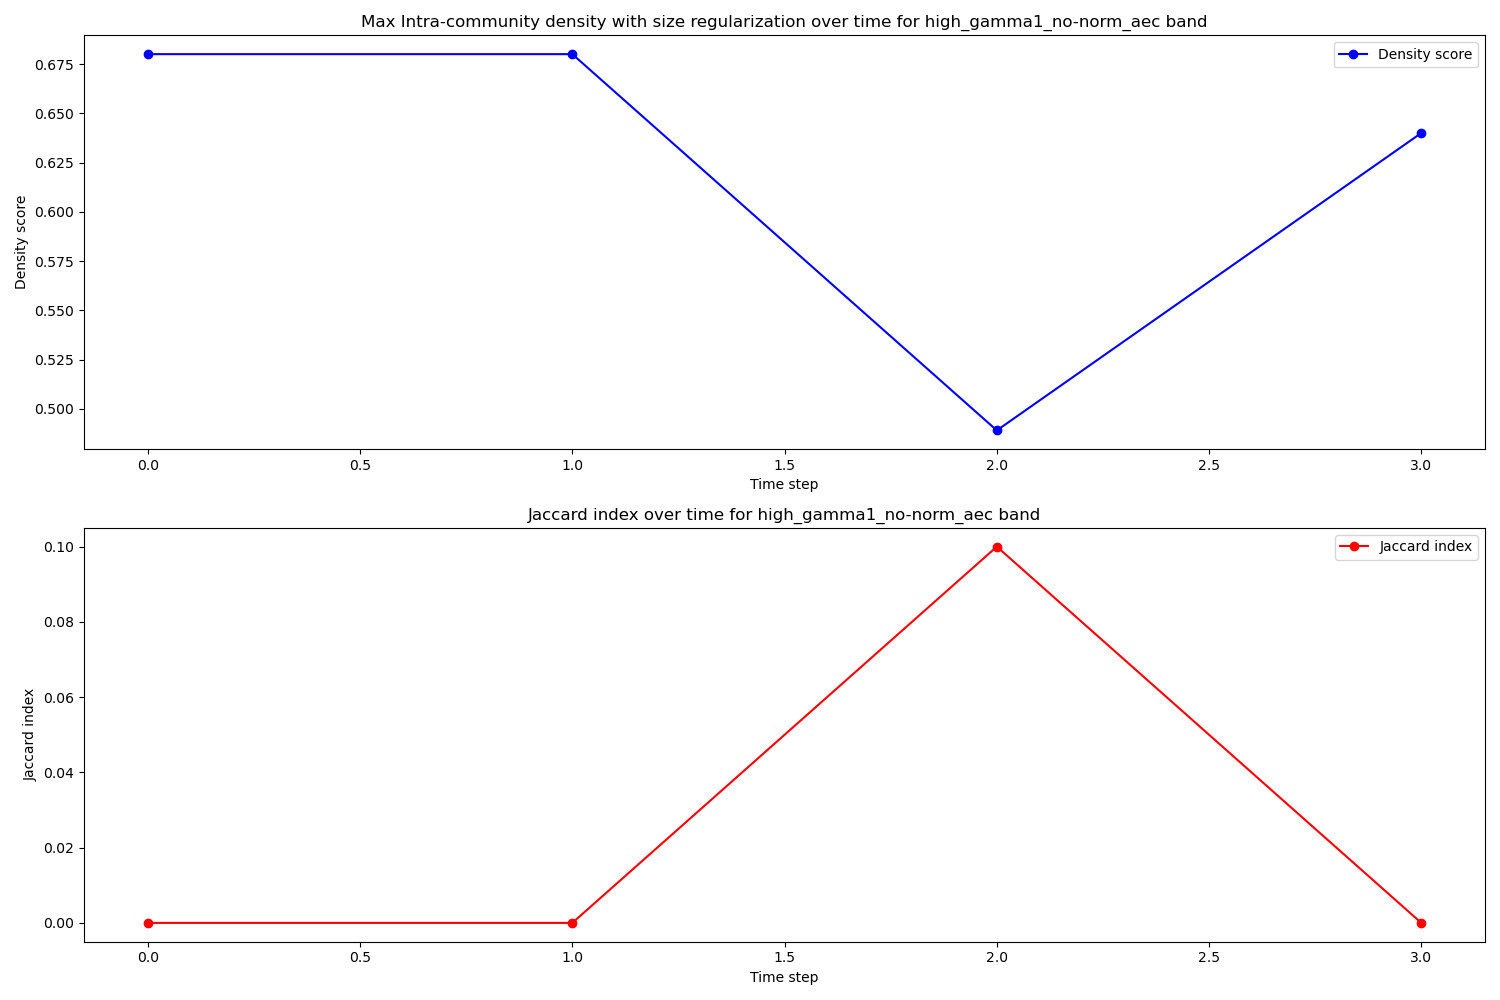 Max Intra-community density with size regularization over time for high_gamma1_no-norm_aec band
Density score
0.675
0.650
0.625
0.600
0.575
0.550
0.525
0.500
Density score
0.0 0.5 1.0 1.5 2.0 2.5 3.0
Time step
Jaccard index over time for high_gamma1_no-norm_aec band
Jaccard index
0.10
0.08
0.06
0.04
0.02
0.00
Jaccard index
0.0 0.5 1.0 1.5 2.0 2.5 3.0
Time step